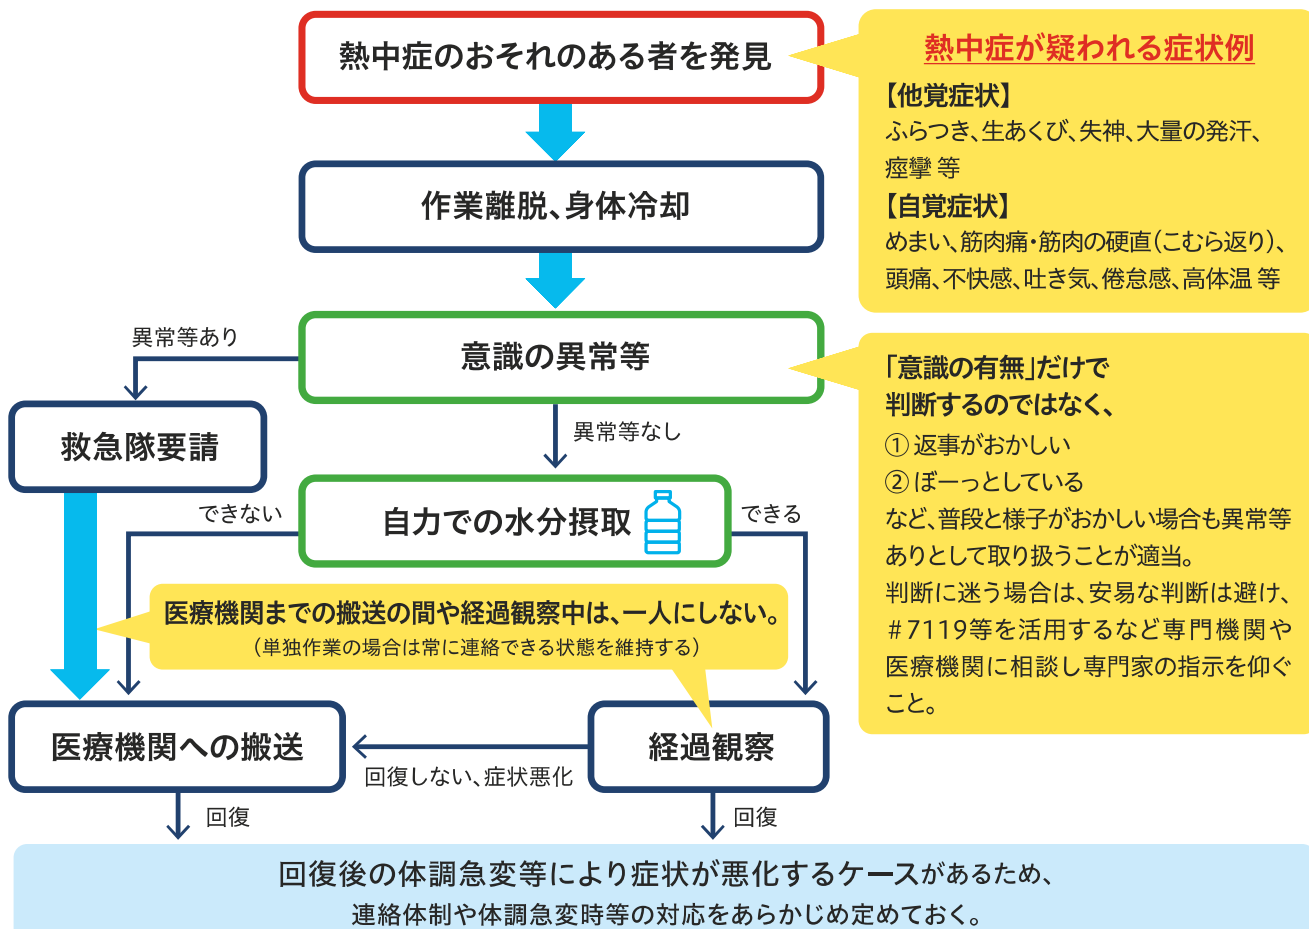 熱中症のおそれのある者を発見
熱中症が疑われる症状例
【他覚症状】
ふらつき、生あくび、失神、大量の発汗、
痙攣 等
【自覚症状】
めまい、筋肉痛・筋肉の硬直（こむら返り）、
頭痛、不快感、吐き気、倦怠感、高体温 等
作業離脱、身体冷却
意識の異常等
異常等あり
異常等なし
「意識の有無」だけで
判断するのではなく、
① 返事がおかしい
② ぼーっとしている
など、普段と様子がおかしい場合も異常等
ありとして取り扱うことが適当。
判断に迷う場合は、安易な判断は避け、
＃7119等を活用するなど専門機関や
医療機関に相談し専門家の指示を仰ぐ
こと。
救急隊要請
自力での水分摂取
できない
できる
医療機関までの搬送の間や経過観察中は、一人にしない。
（単独作業の場合は常に連絡できる状態を維持する）
医療機関への搬送
経過観察
回復しない、症状悪化
回復
回復
回復後の体調急変等により症状が悪化するケースがあるため、
連絡体制や体調急変時等の対応をあらかじめ定めておく。